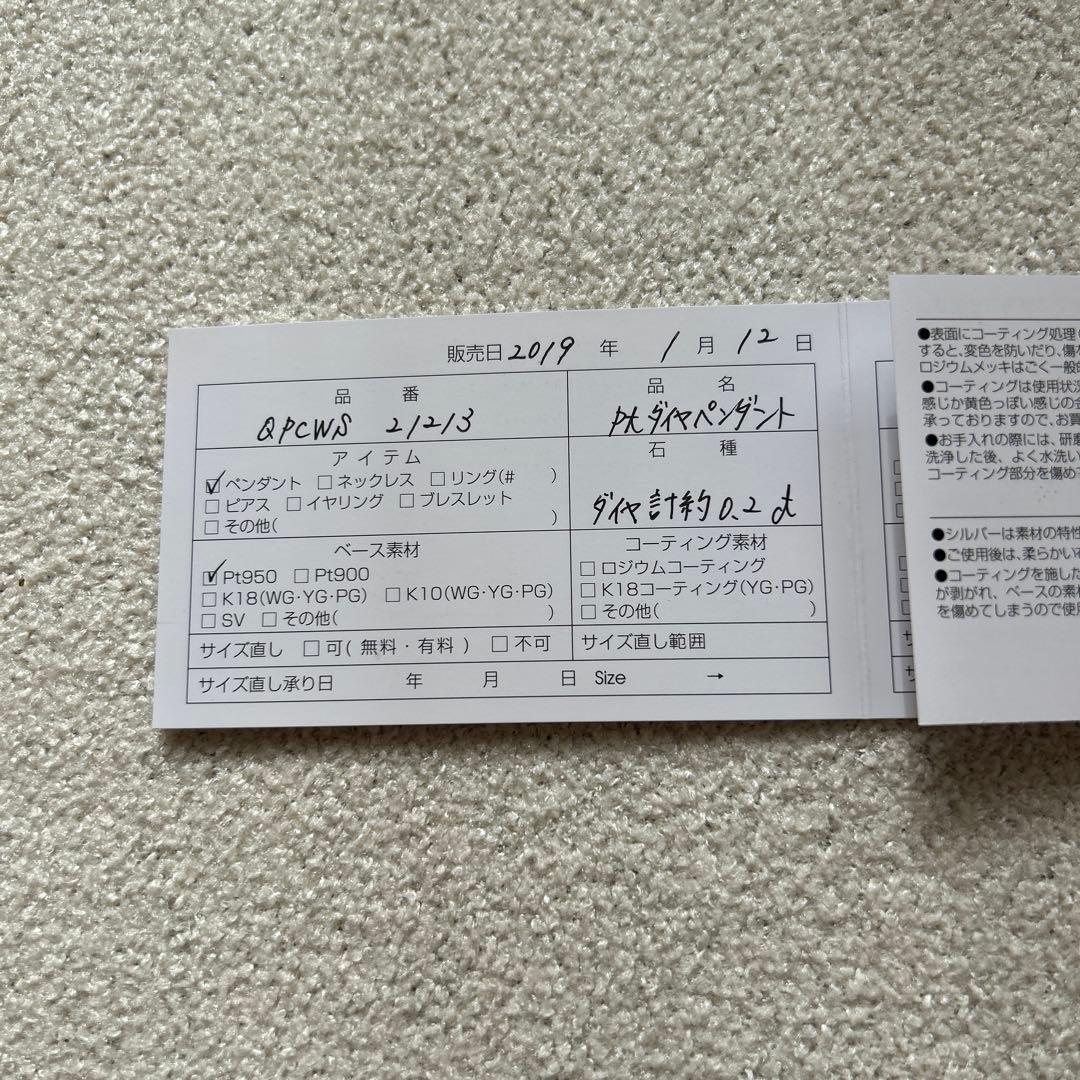 販売日 2019 年 1 月 12 日
品番
QPCWS 21213
品名
Ptダイヤペンダント
アイテム
☑ペンダント □ネックレス □リング(# )
□ピアス □イヤリング □ブレスレット
□その他( )
石種
ダイヤ計約0.2ct
ベース素材
☑Pt950 □Pt900
□K18(WG・YG・PG) □K10(WG・YG・PG)
□SV □その他( )
コーティング素材
□ロジウムコーティング
□K18コーティング(YG・PG)
□その他( )
サイズ直し □可( 無料・有料 ) □不可
サイズ直し範囲
サイズ直し承り日 年 月 日 Size →
●表面にコーティング処理
すると、変色を防いだり、傷
ロジウムメッキはごく一般
●コーティングは使用状況
感じか黄色っぽい感じの
承っておりますので、お買
●お手入れの際には、研磨
洗浄した後、よく水洗い
コーティング部分を傷め
●シルバーは素材の特性
●ご使用後は、柔らかい
●コーティングを施した
が剥がれ、ベースの素
を傷めてしまうので使用